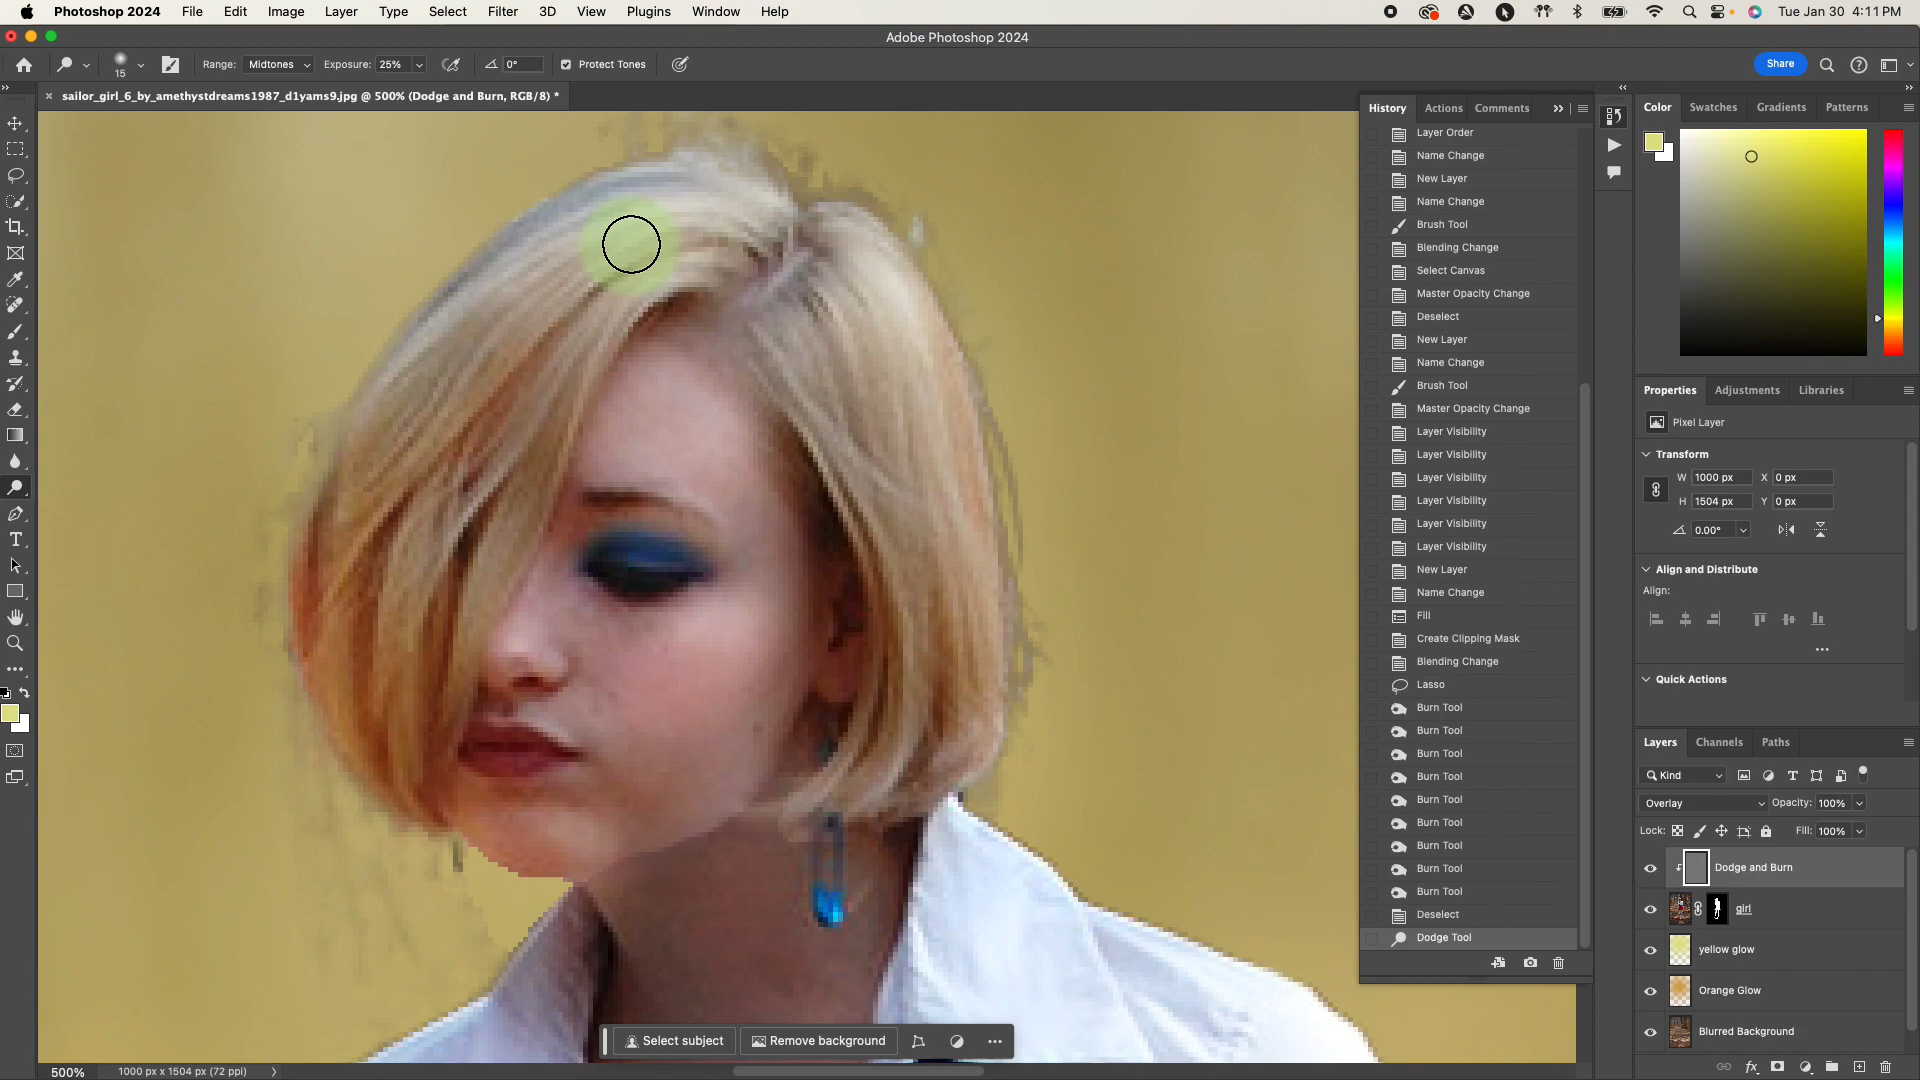 Photoshop 2024 File Edit Image Layer Type Select Filter 3D View Plugins Window Help Tue Jan 30 4:11 PM
Adobe Photoshop 2024
15 Range: Midtones Exposure: 25% 0° Protect Tones Share
sailor_girl_6_by_amethystdreams1987_d1yams9.jpg @ 500% (Dodge and Burn, RGB/8) *
History Actions Comments
Layer Order
Name Change
New Layer
Name Change
Brush Tool
Blending Change
Select Canvas
Master Opacity Change
Deselect
New Layer
Name Change
Brush Tool
Master Opacity Change
Layer Visibility
Layer Visibility
Layer Visibility
Layer Visibility
Layer Visibility
Layer Visibility
New Layer
Name Change
Fill
Create Clipping Mask
Blending Change
Lasso
Burn Tool
Burn Tool
Burn Tool
Burn Tool
Burn Tool
Burn Tool
Burn Tool
Burn Tool
Burn Tool
Deselect
Dodge Tool
Color Swatches Gradients Patterns
Properties Adjustments Libraries
Pixel Layer
Transform
W 1000 px X 0 px
H 1504 px Y 0 px
0.00°
Align and Distribute
Align:
Quick Actions
Layers Channels Paths
Kind
Overlay Opacity: 100%
Lock: Fill: 100%
Dodge and Burn
girl
yellow glow
Orange Glow
Blurred Background
Select subject Remove background
500% 1000 px x 1504 px (72 ppi)